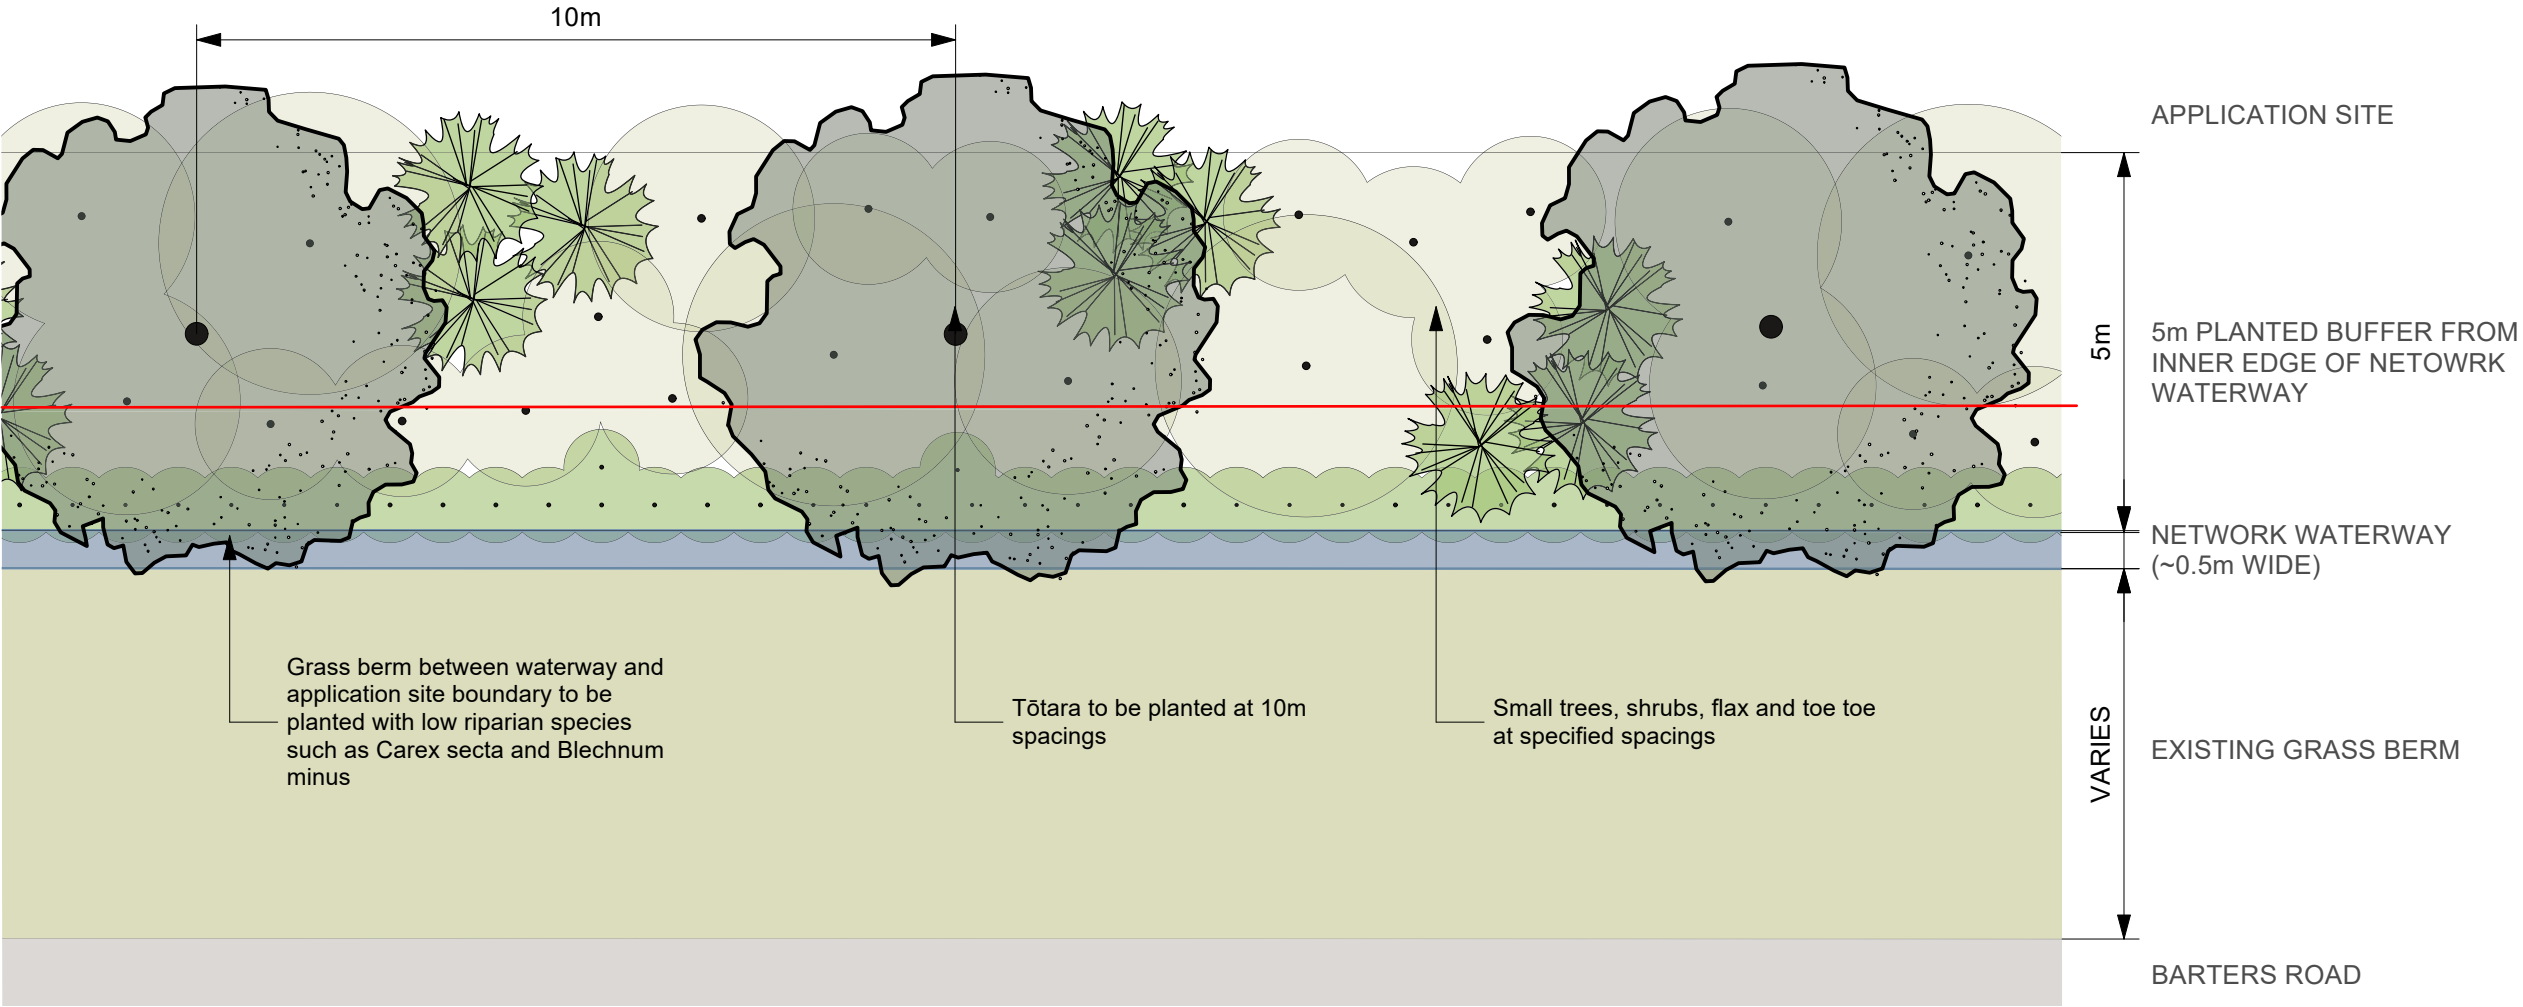 10m
APPLICATION SITE
5m
5m PLANTED BUFFER FROM
INNER EDGE OF NETOWRK
WATERWAY
NETWORK WATERWAY
(~0.5m WIDE)
Grass berm between waterway and
application site boundary to be
planted with low riparian species
such as Carex secta and Blechnum
minus
Tōtara to be planted at 10m
spacings
Small trees, shrubs, flax and toe toe
at specified spacings
VARIES
EXISTING GRASS BERM
BARTERS ROAD